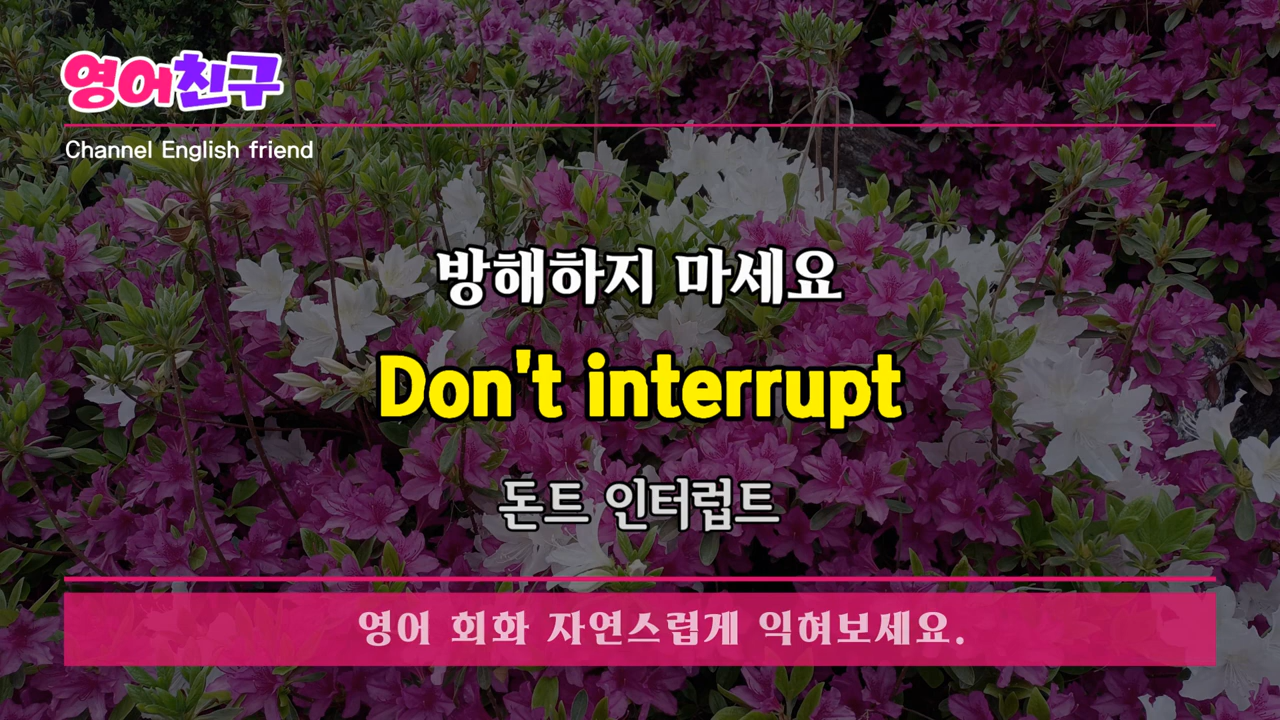 영어친구
Channel English friend
방해하지 마세요
Don't interrupt
돈트 인터럽트
영어 회화 자연스럽게 익혀보세요.